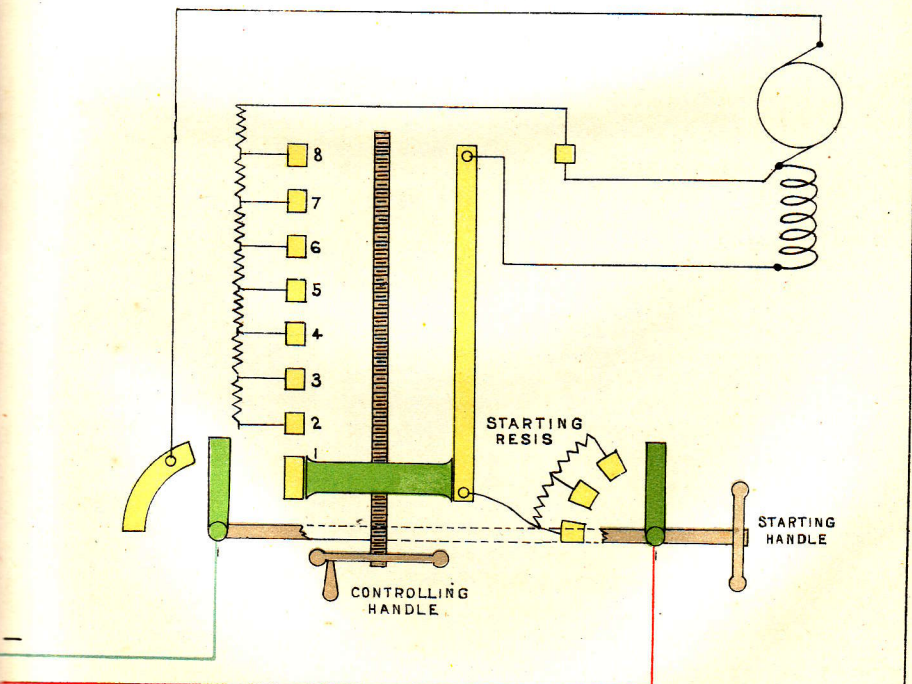 8
7
6
5
4
3
2
1
STARTING
RESIS
STARTING
HANDLE
CONTROLLING
HANDLE